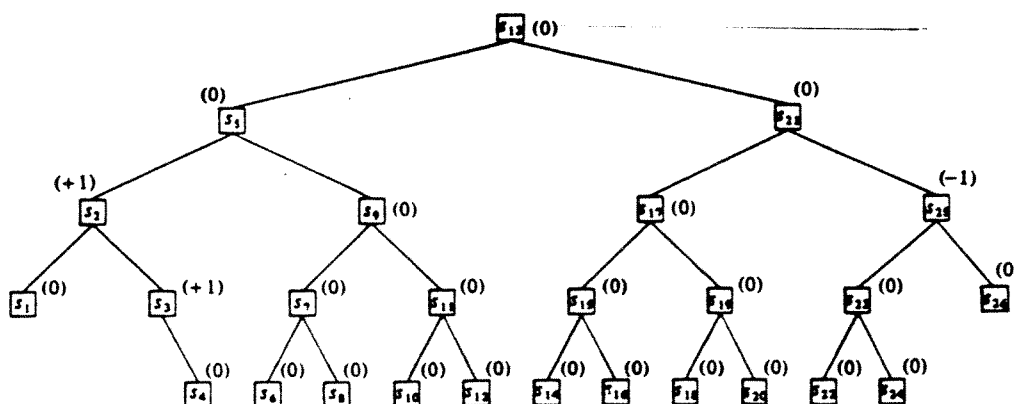 s₁₃ (0)
(0) (0)
s₅ s₂₁
(+1) (-1)
s₂ s₉ (0) s₁₇ (0) s₂₅
s₁ (0) s₃ (+1) s₇ (0) s₁₁ (0) s₁₅ (0) s₁₉ (0) s₂₃ (0) s₂₆ (0
s₄ (0) s₆ (0) s₈ (0) s₁₀ (0) s₁₂ (0) s₁₄ (0) s₁₆ (0) s₁₈ (0) s₂₀ (0) s₂₂ (0) s₂₄ (0)